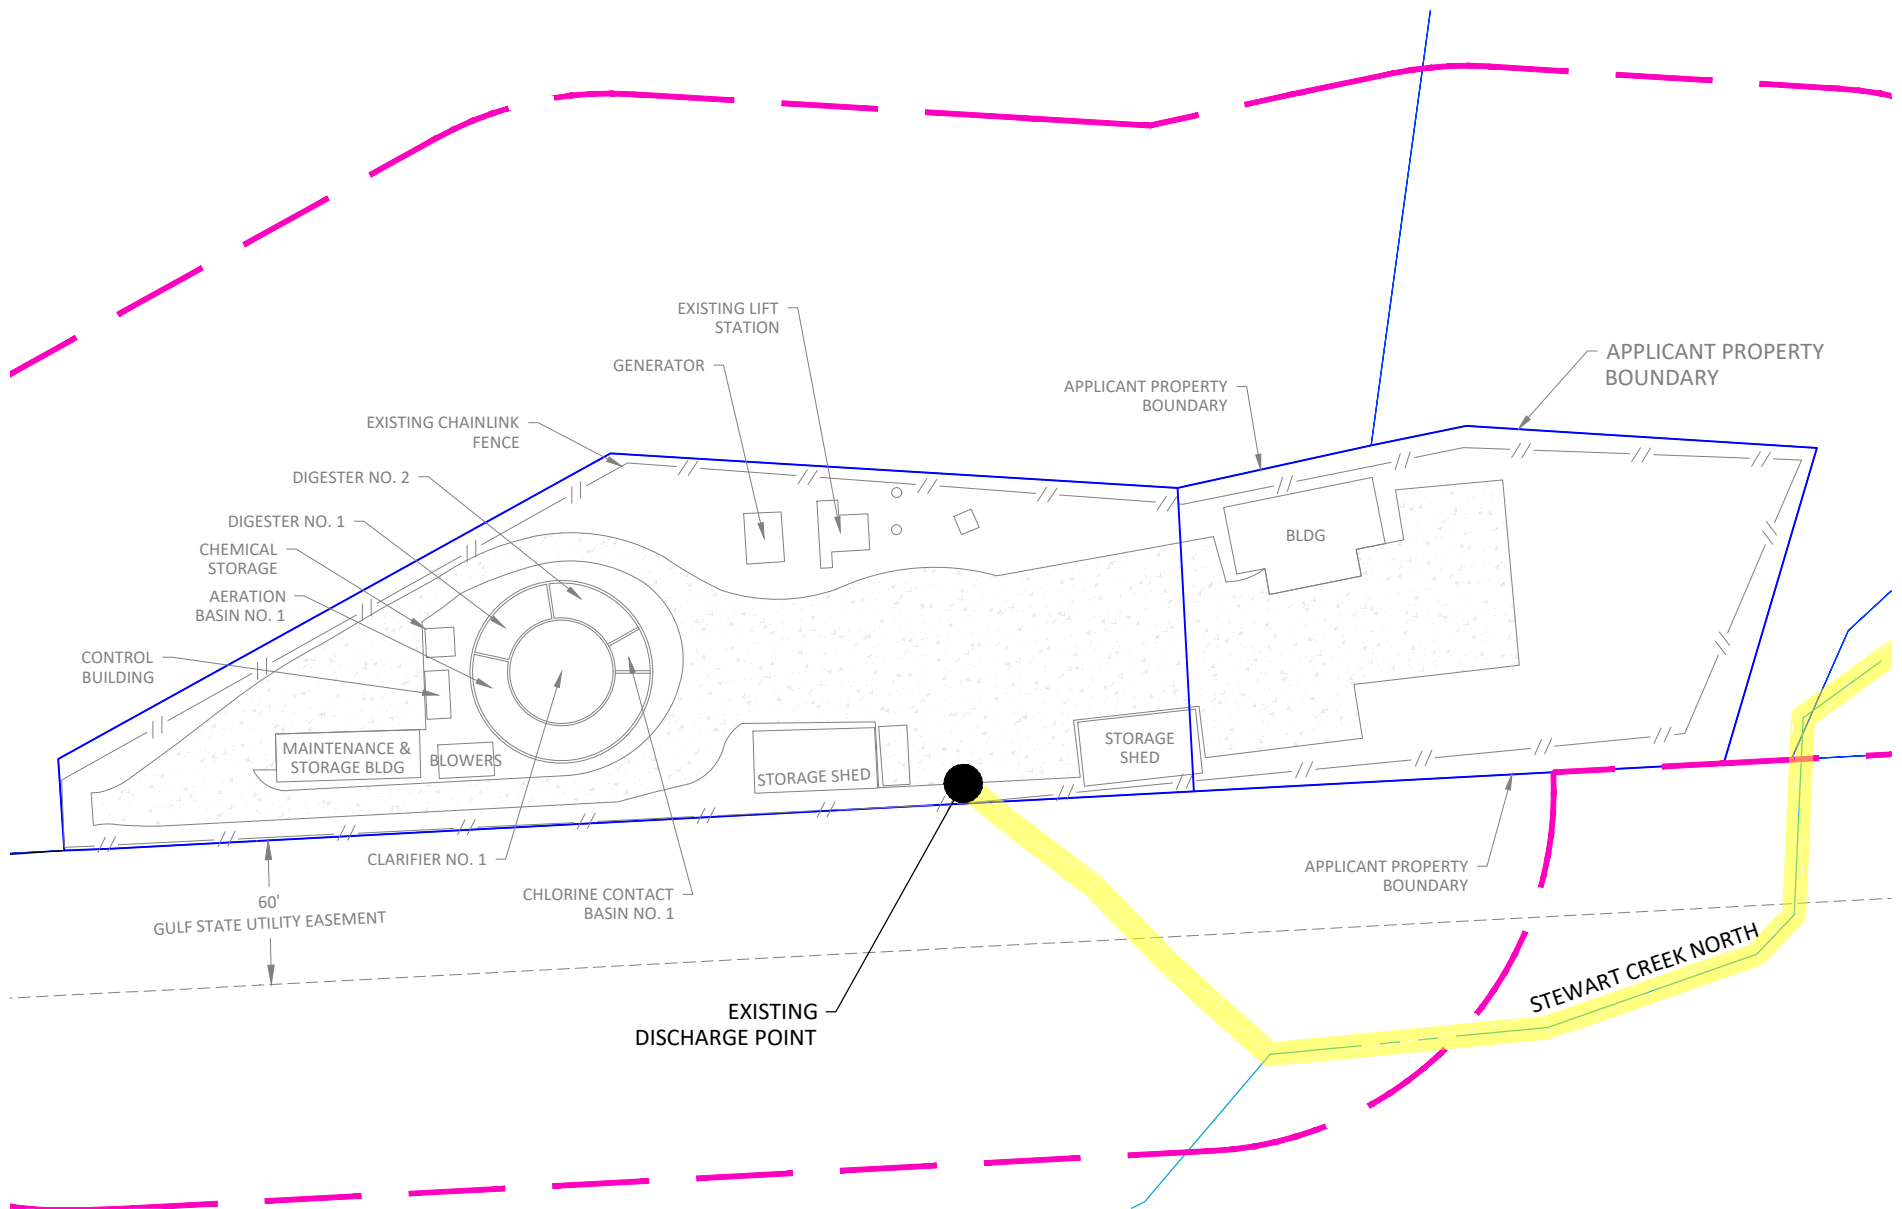 EXISTING LIFT
STATION
GENERATOR
APPLICANT PROPERTY
BOUNDARY
APPLICANT PROPERTY
BOUNDARY
EXISTING CHAINLINK
FENCE
DIGESTER NO. 2
DIGESTER NO. 1
CHEMICAL
STORAGE
AERATION
BASIN NO. 1
CONTROL
BUILDING
BLDG
MAINTENANCE &
STORAGE BLDG
BLOWERS
STORAGE SHED
STORAGE
SHED
CLARIFIER NO. 1
CHLORINE CONTACT
BASIN NO. 1
APPLICANT PROPERTY
BOUNDARY
60'
GULF STATE UTILITY EASEMENT
EXISTING
DISCHARGE POINT
STEWART CREEK NORTH